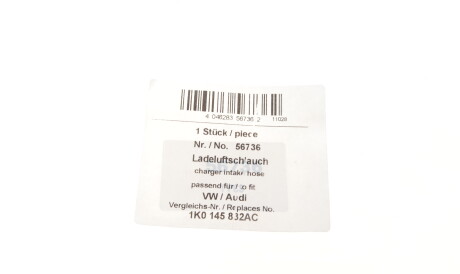 4 046283 56736 2 11028
1 Stück / piece
Nr. / No. 56736
Ladeluftschlauch
charger intake hose
passend für / to fit
VW / Audi
Vergleichs-Nr. / Replaces No.
1K0 145 832AC